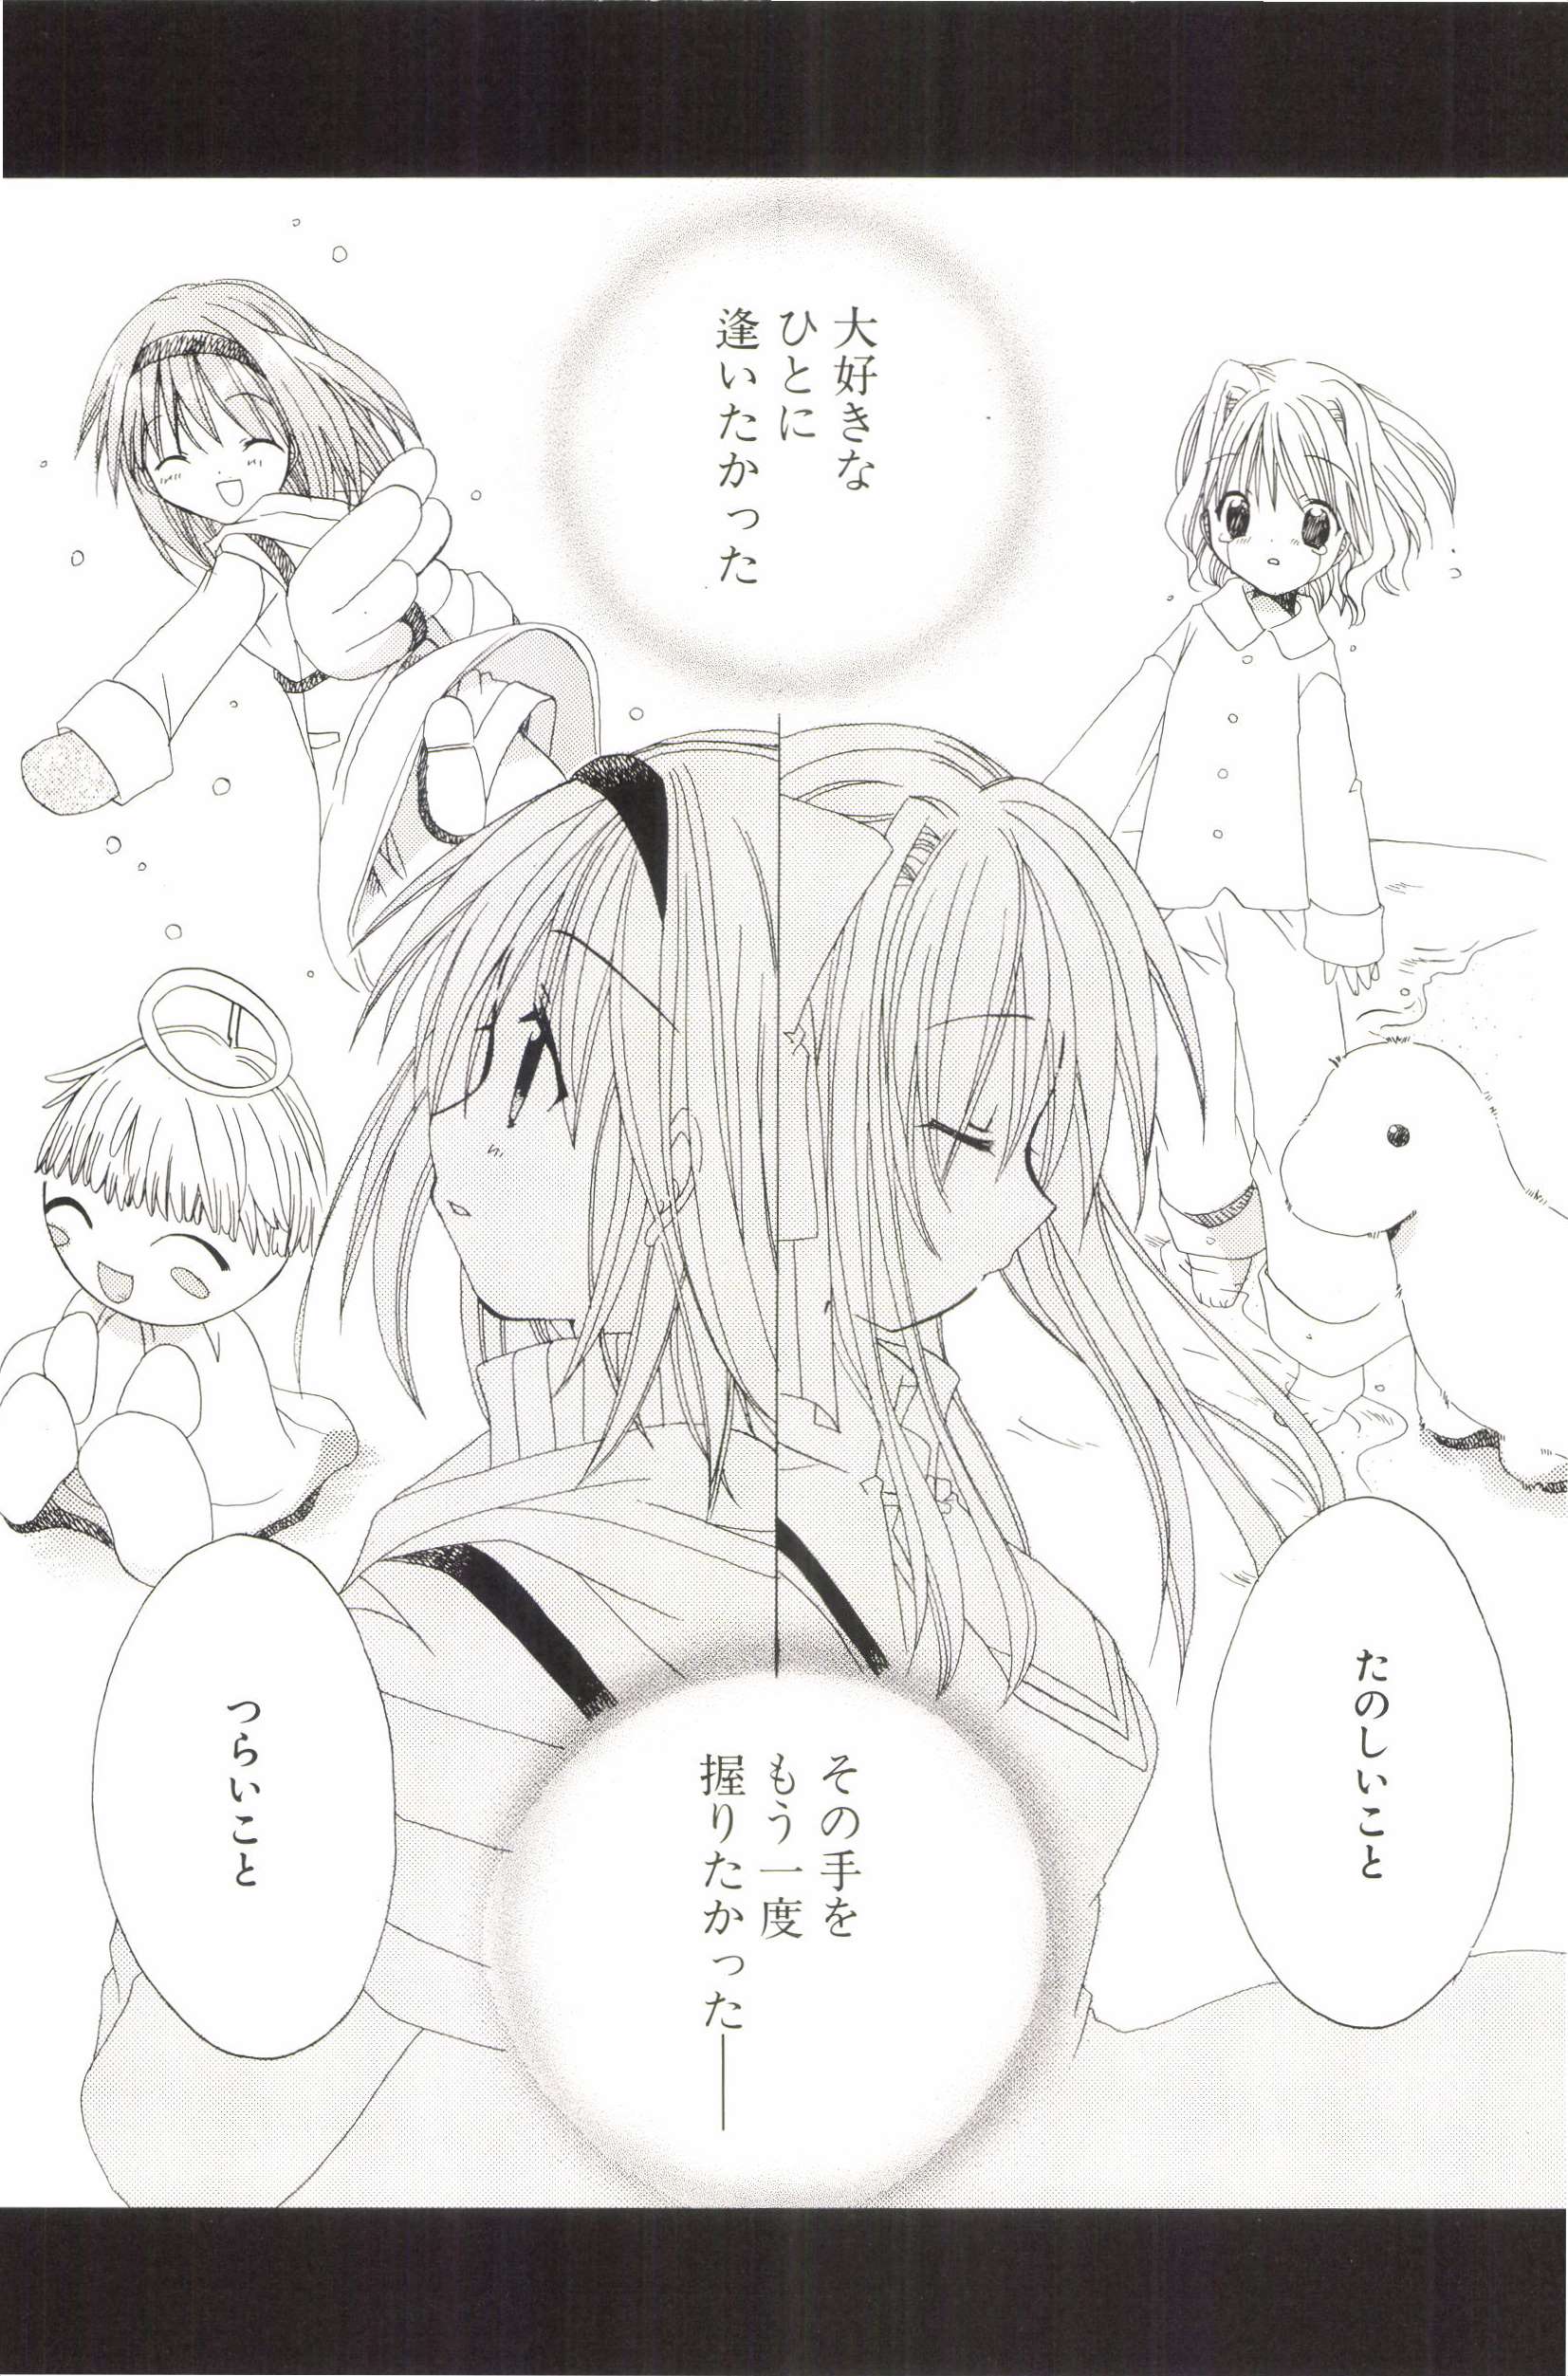 大好きな
ひとに
逢いたかった
たのしいこと
その手を
もう一度
握りたかった――
つらいこと